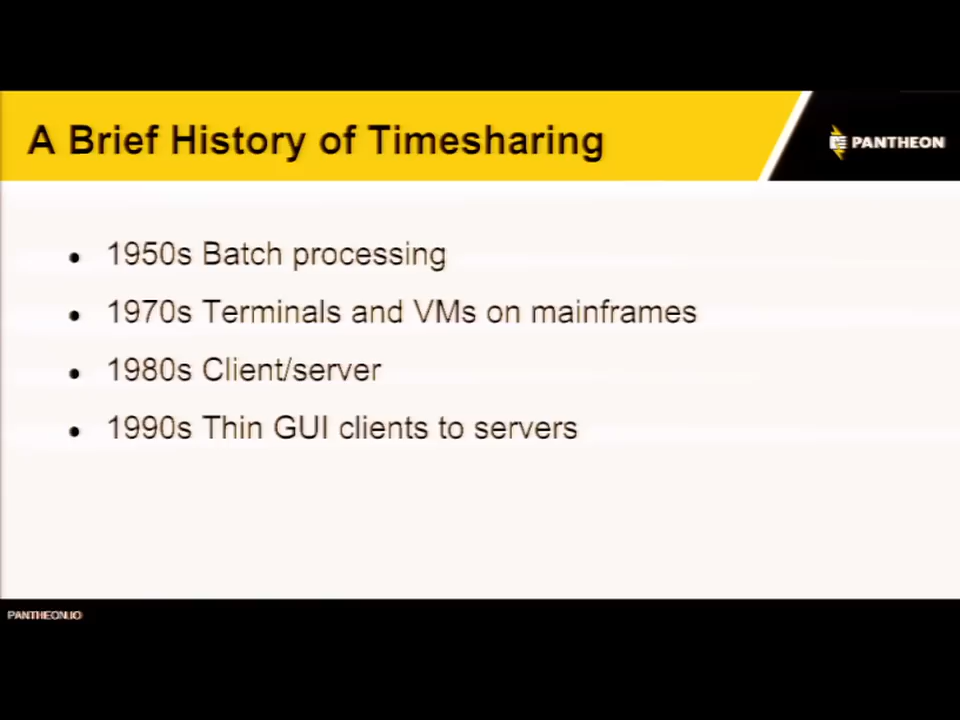 A Brief History of Timesharing
PANTHEON
• 1950s Batch processing
• 1970s Terminals and VMs on mainframes
• 1980s Client/server
• 1990s Thin GUI clients to servers
PANTHEON.IO